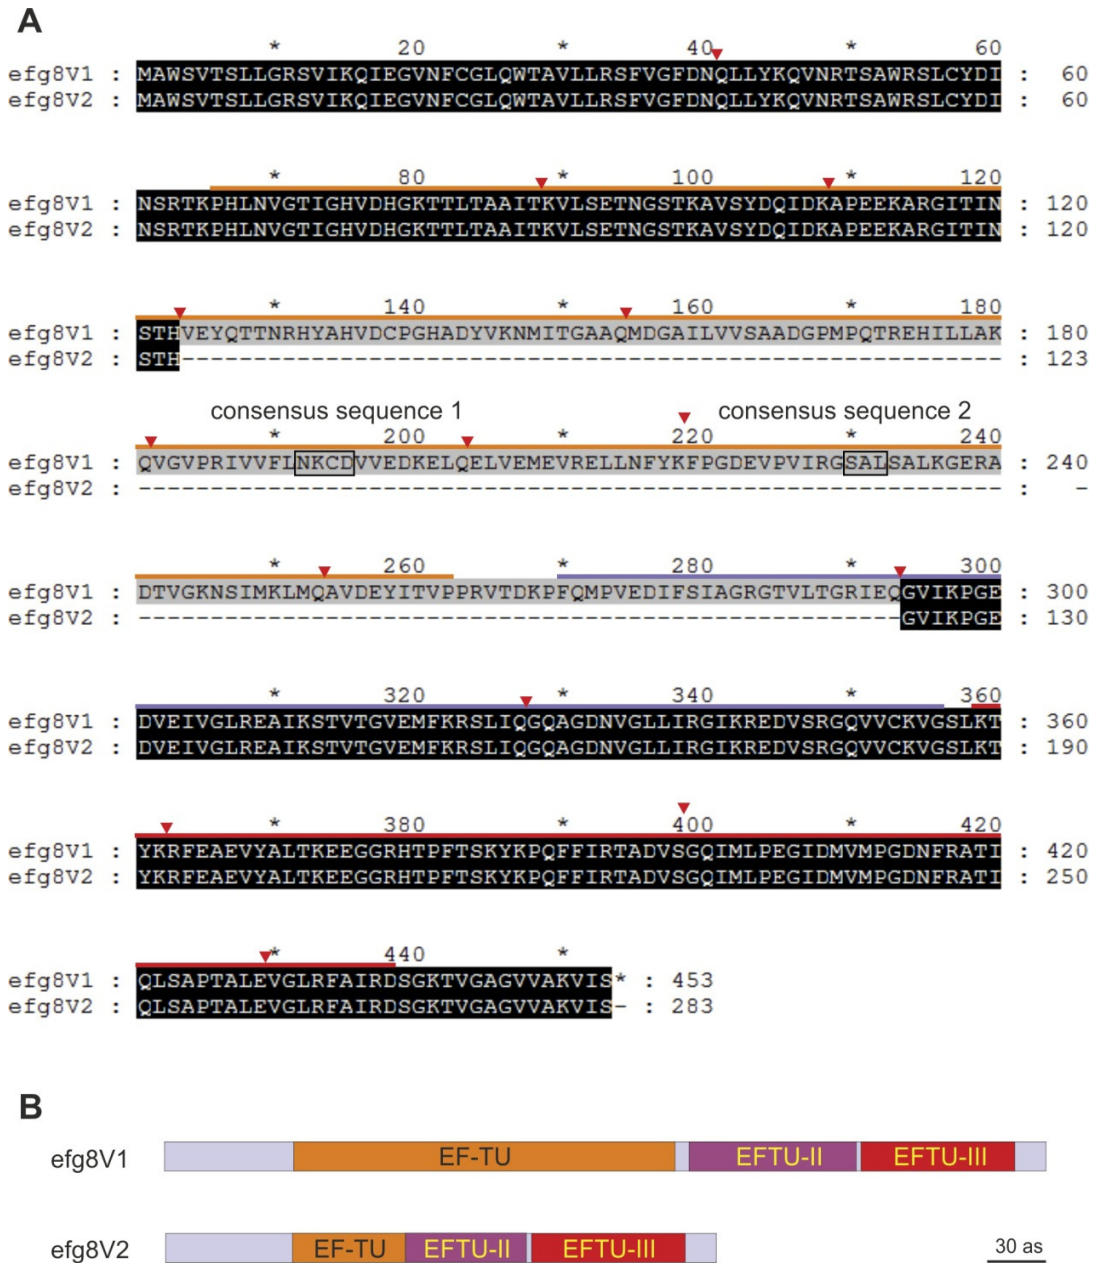 A
* 20 * 40 * 60
efg8V1 : MAWSVTSLLGRSVIKQIEGVNFCGLQWTAVLLRSFVGFDNQLLYKQVNRTSAWRSLCYDI : 60
efg8V2 : MAWSVTSLLGRSVIKQIEGVNFCGLQWTAVLLRSFVGFDNQLLYKQVNRTSAWRSLCYDI : 60
* 80 * 100 * 120
efg8V1 : NSRTKPHLNVGTIGHVDHGKTTLTAAITKVLSETNGSTKAVSYDQIDKAPEEKARGITIN : 120
efg8V2 : NSRTKPHLNVGTIGHVDHGKTTLTAAITKVLSETNGSTKAVSYDQIDKAPEEKARGITIN : 120
* 140 * 160 * 180
efg8V1 : STHVEYQTTNRHYAHVDCPGHADYVKNMITGAAQMDGAILVVSAADGPMPQTREHILLAK : 180
efg8V2 : STH--------------------------------------------------------- : 123
consensus sequence 1 consensus sequence 2
* 200 * 220 * 240
efg8V1 : QVGVPRIVVFLNKCDVVEDKELQELVEMEVRELLNFYKFPGDEVPVIRGSALSALKGERA : 240
efg8V2 : ------------------------------------------------------------ : -
* 260 * 280 * 300
efg8V1 : DTVGKNSIMKLMQAVDEYITVPPRVTDKPFQMPVEDIFSIAGRGTVLTGRIEQGVIKPGE : 300
efg8V2 : -----------------------------------------------------GVIKPGE : 130
* 320 * 340 * 360
efg8V1 : DVEIVGLREAIKSTVTGVEMFKRSLIQGQAGDNVGLLIRGIKREDVSRGQVVCKVGSLKT : 360
efg8V2 : DVEIVGLREAIKSTVTGVEMFKRSLIQGQAGDNVGLLIRGIKREDVSRGQVVCKVGSLKT : 190
* 380 * 400 * 420
efg8V1 : YKRFEAEVYALTKEEGGRHTPFTSKYKPQFFIRTADVSGQIMLPEGIDMVMPGDNFRATI : 420
efg8V2 : YKRFEAEVYALTKEEGGRHTPFTSKYKPQFFIRTADVSGQIMLPEGIDMVMPGDNFRATI : 250
* 440 *
efg8V1 : QLSAPTALEVGLRFAIRDSGKTVGAGVVAKVIS* : 453
efg8V2 : QLSAPTALEVGLRFAIRDSGKTVGAGVVAKVIS- : 283
B
efg8V1 EF-TU EFTU-II EFTU-III
efg8V2 EF-TU EFTU-II EFTU-III
30 as